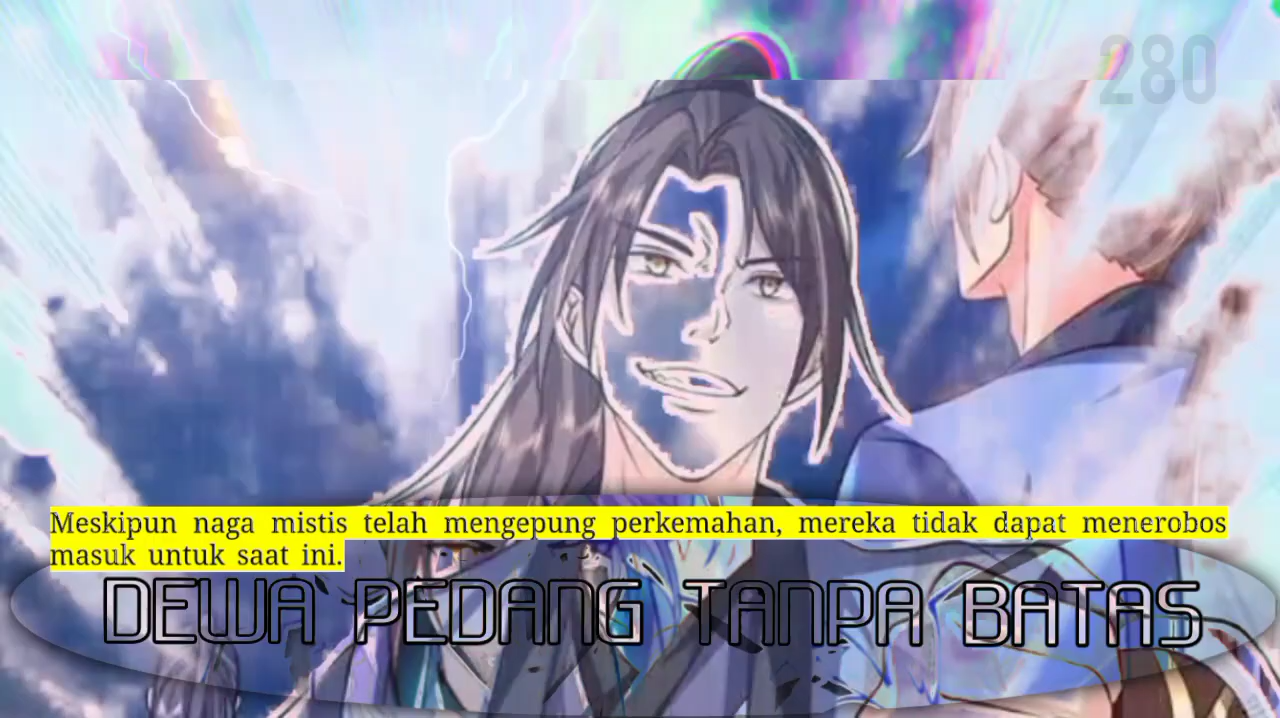 280
Meskipun naga mistis telah mengepung perkemahan, mereka tidak dapat menerobos
masuk untuk saat ini.
DEWA PEDANG TANPA BATAS